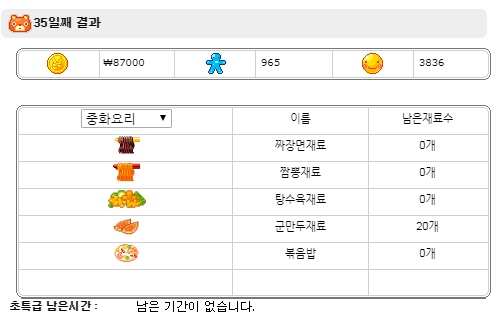 35일째 결과
₩87000 965 3836
중화요리 이름 남은재료수
짜장면재료 0개
짬뽕재료 0개
탕수육재료 0개
군만두재료 20개
볶음밥 0개
초특급 남은시간 : 남은 기간이 없습니다.